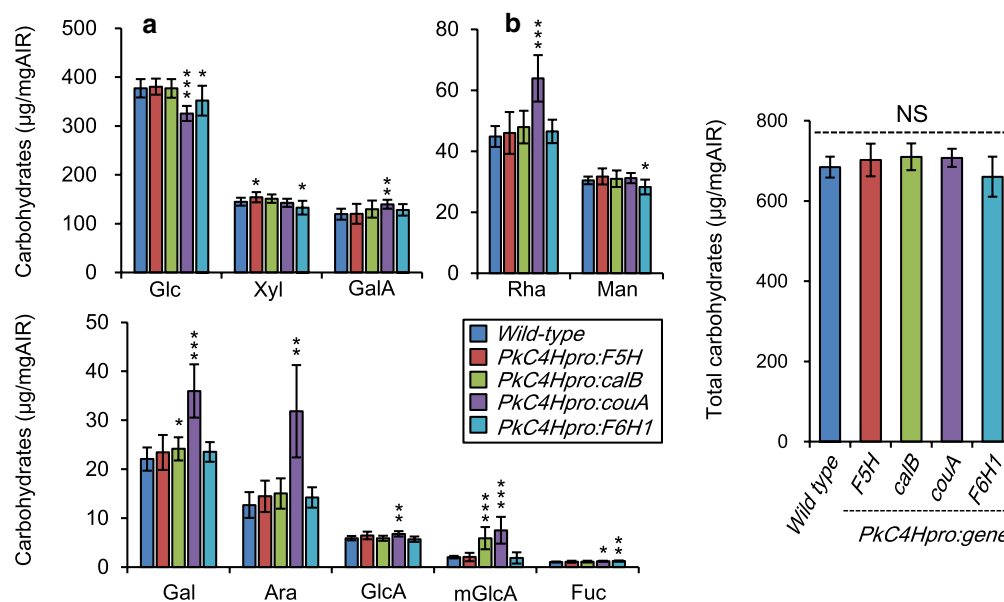 a
b
Carbohydrates (µg/mgAIR)
500
400
300
200
100
0
***
*
*
*
**
Glc Xyl GalA
80
60
40
20
0
***
*
Rha Man
Carbohydrates (µg/mgAIR)
50
40
30
20
10
0
***
*
**
**
***
***
*
**
Gal Ara GlcA mGlcA Fuc
Wild-type
PkC4Hpro:F5H
PkC4Hpro:calB
PkC4Hpro:couA
PkC4Hpro:F6H1
Total carbohydrates (µg/mgAIR)
800
600
400
200
0
NS
Wild type F5H calB couA F6H1
PkC4Hpro:gene